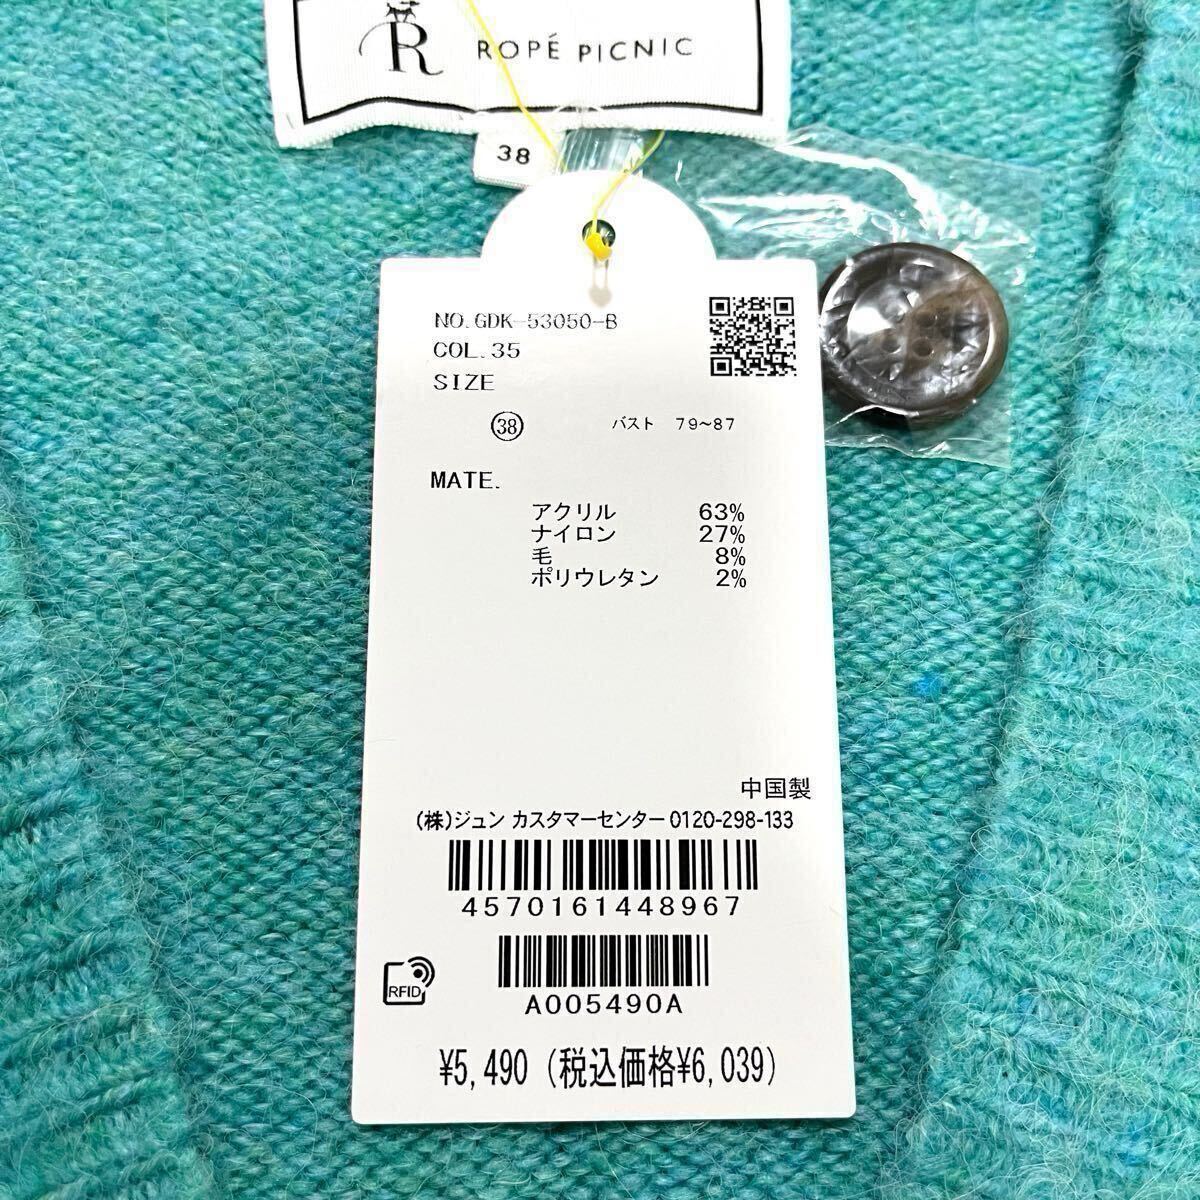 R ROPÉ PICNIC
38
NO.GDK-53050-B
COL.35
SIZE
38 バスト 79~87
MATE.
アクリル 63%
ナイロン 27%
毛 8%
ポリウレタン 2%
中国製
(株)ジュン カスタマーセンター 0120-298-133
4570161448967
RFID
A005490A
¥5,490 (税込価格¥6,039)